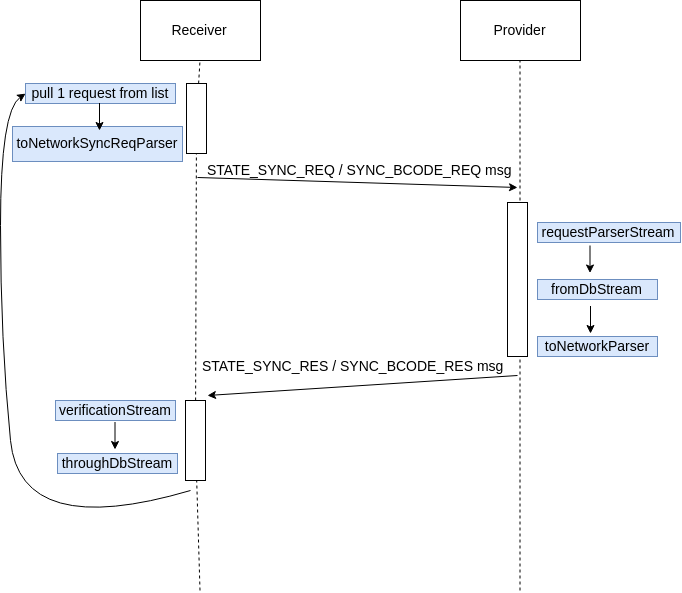 Receiver
Provider
pull 1 request from list
toNetworkSyncReqParser
STATE_SYNC_REQ / SYNC_BCODE_REQ msg
requestParserStream
fromDbStream
toNetworkParser
STATE_SYNC_RES / SYNC_BCODE_RES msg
verificationStream
throughDbStream